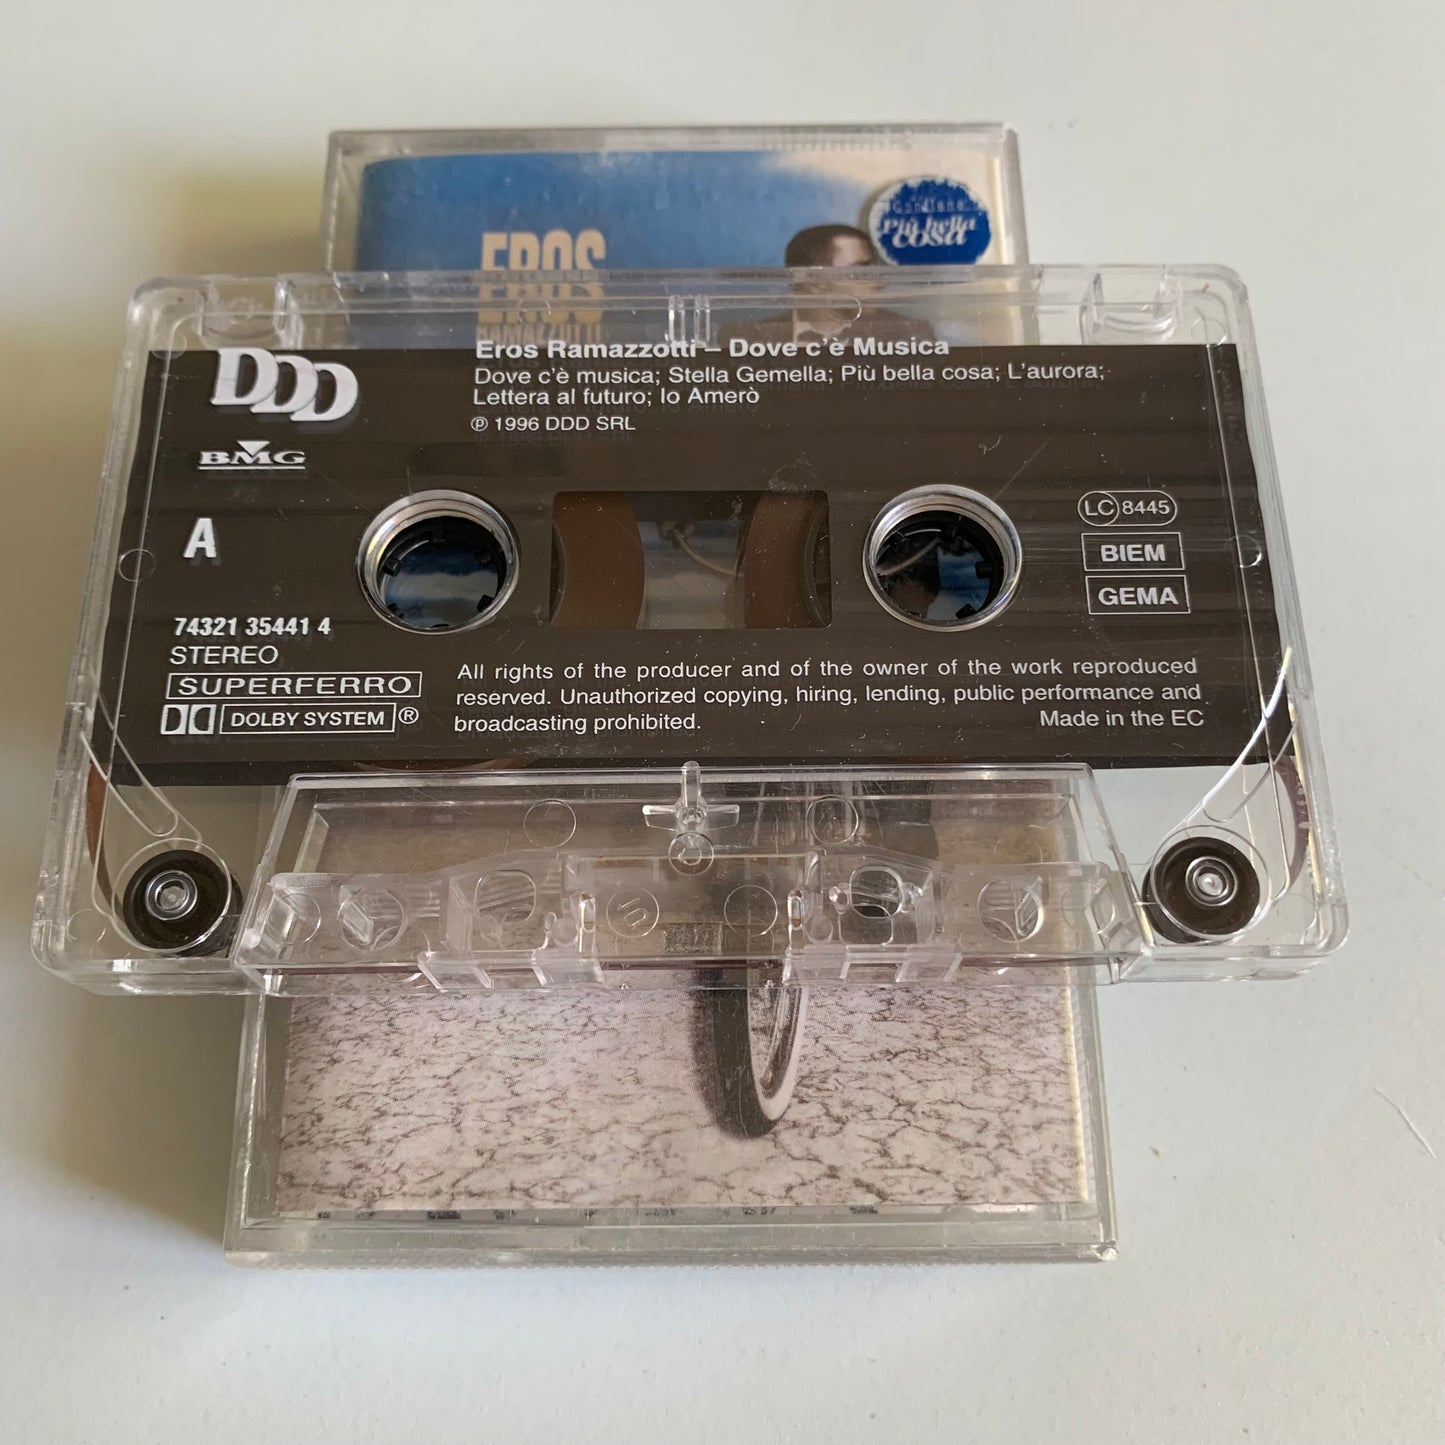 EROS
RAMAZZOTTI
Contiene
Più bella
cosa
DDD
Eros Ramazzotti – Dove c'è Musica
Dove c'è musica; Stella Gemella; Più bella cosa; L'aurora;
Lettera al futuro; Io Amerò
℗ 1996 DDD SRL
BMG
A
LC 8445
BIEM
GEMA
74321 35441 4
STEREO
SUPERFERRO
DOLBY SYSTEM ®
All rights of the producer and of the owner of the work reproduced
reserved. Unauthorized copying, hiring, lending, public performance and
broadcasting prohibited.
Made in the EC